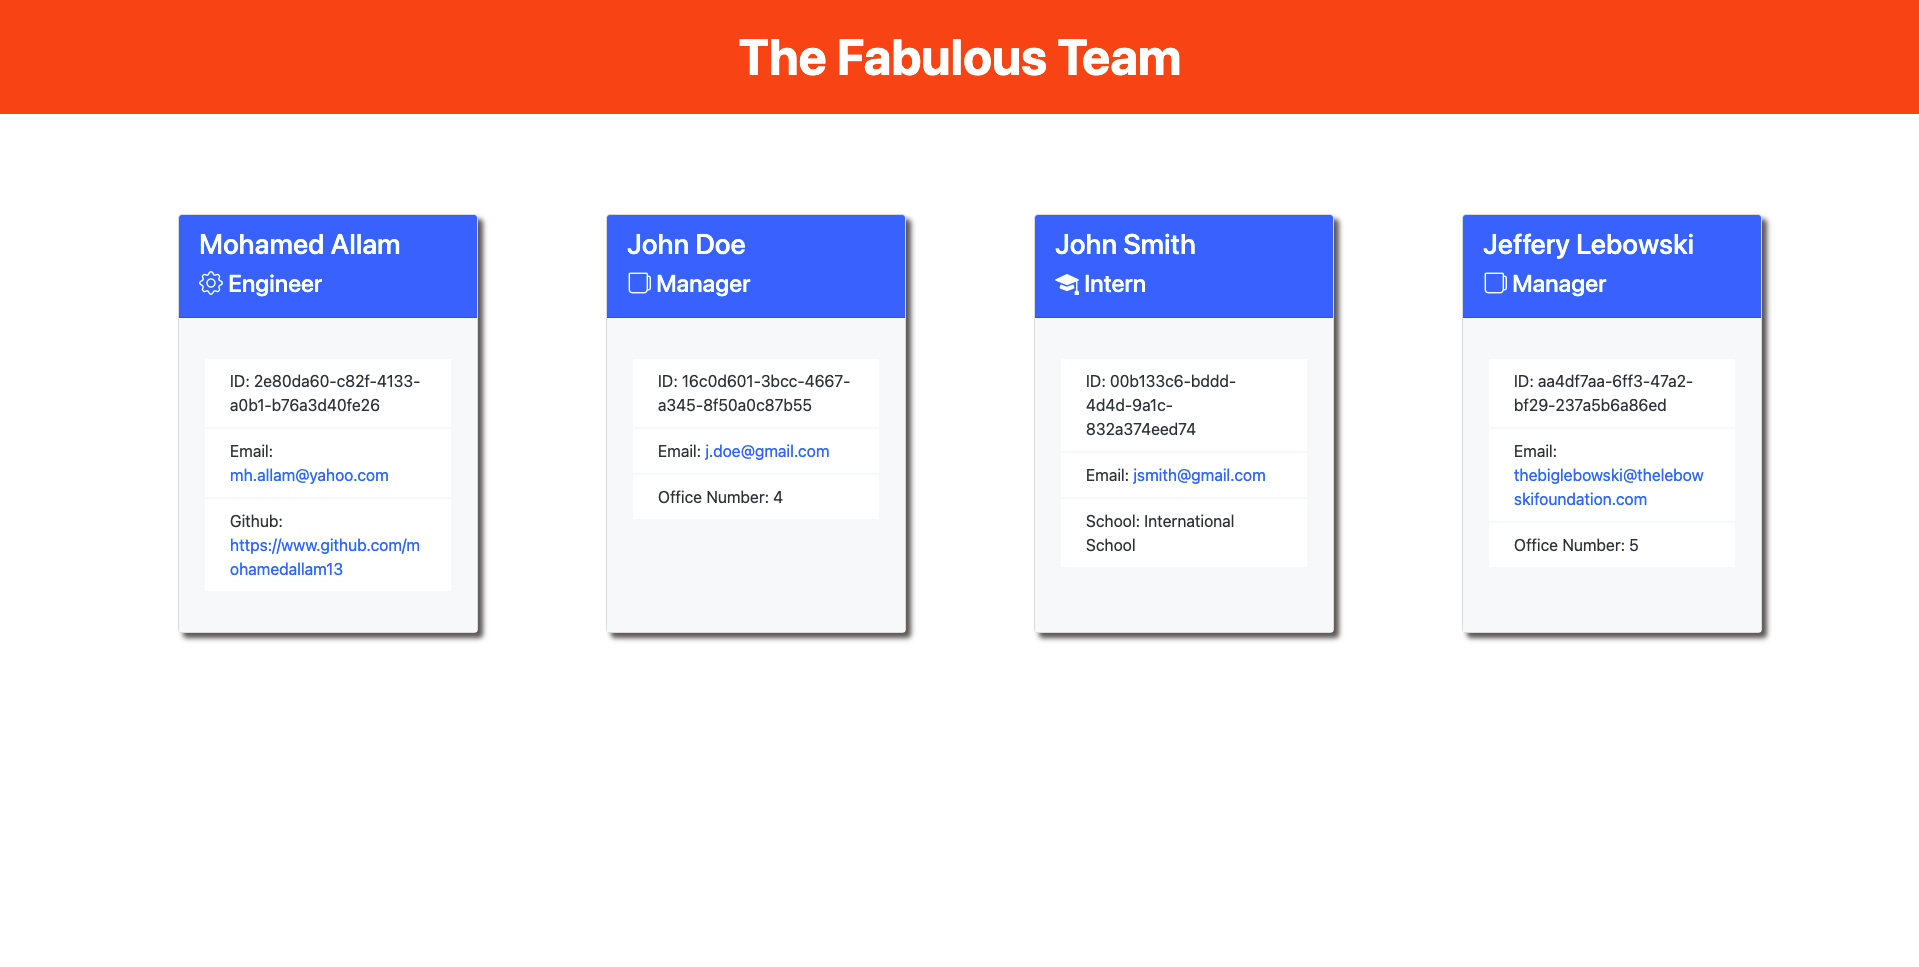 The Fabulous Team
Mohamed Allam
Engineer
ID: 2e80da60-c82f-4133-
a0b1-b76a3d40fe26
Email:
mh.allam@yahoo.com
Github:
https://www.github.com/m
ohamedallam13
John Doe
Manager
ID: 16c0d601-3bcc-4667-
a345-8f50a0c87b55
Email: j.doe@gmail.com
Office Number: 4
John Smith
Intern
ID: 00b133c6-bddd-
4d4d-9a1c-
832a374eed74
Email: jsmith@gmail.com
School: International
School
Jeffery Lebowski
Manager
ID: aa4df7aa-6ff3-47a2-
bf29-237a5b6a86ed
Email:
thebiglebowski@thelebow
skifoundation.com
Office Number: 5